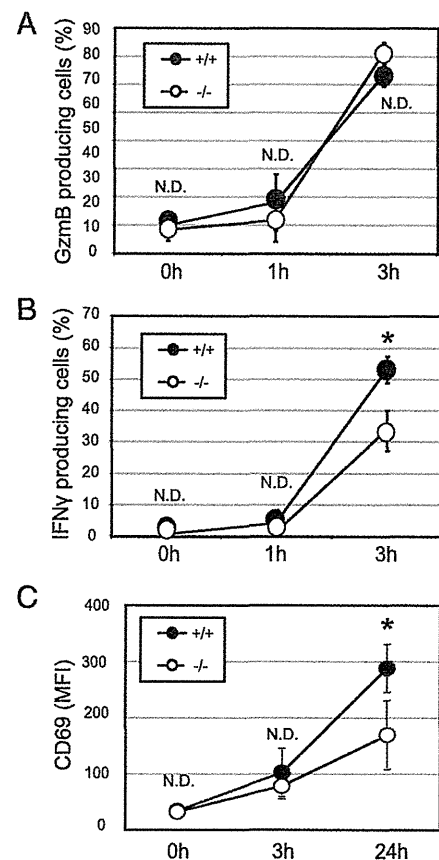 A
GzmB producing cells (%)
90
80
70
60
50
40
30
20
10
0
+/+
-/-
N.D.
N.D.
N.D.
0h
1h
3h
B
IFNγ producing cells (%)
70
60
50
40
30
20
10
0
+/+
-/-
N.D.
N.D.
*
0h
1h
3h
C
CD69 (MFI)
400
300
200
100
0
+/+
-/-
N.D.
N.D.
*
0h
3h
24h